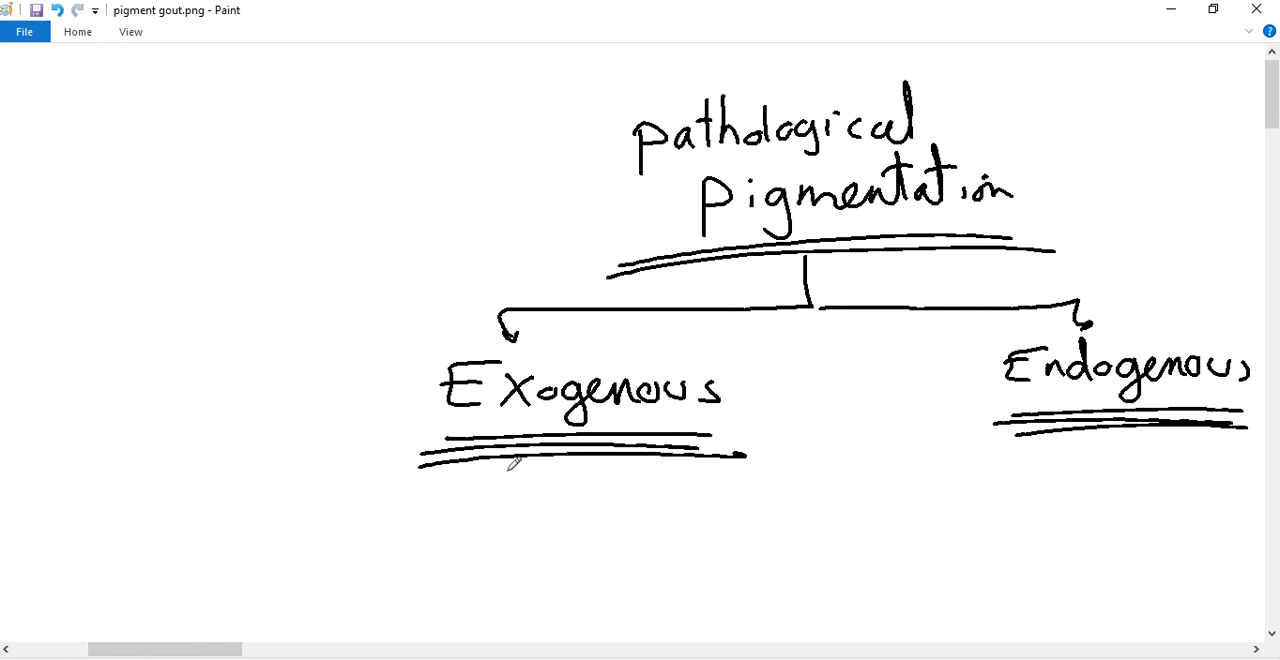 pigment gout.png - Paint
File Home View
pathological
pigmentation
Exogenous
Endogenous